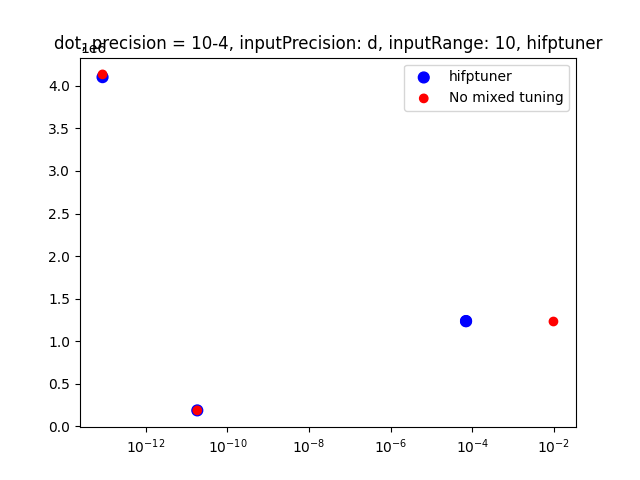 dot, precision = 10-4, inputPrecision: d, inputRange: 10, hifptuner
1e6
hifptuner
No mixed tuning
4.0
3.5
3.0
2.5
2.0
1.5
1.0
0.5
0.0
10⁻¹² 10⁻¹⁰ 10⁻⁸ 10⁻⁶ 10⁻⁴ 10⁻²